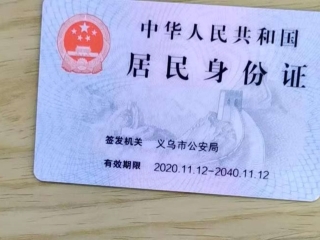 中华人民共和国
居民身份证
签发机关 义乌市公安局
有效期限 2020.11.12-2040.11.12